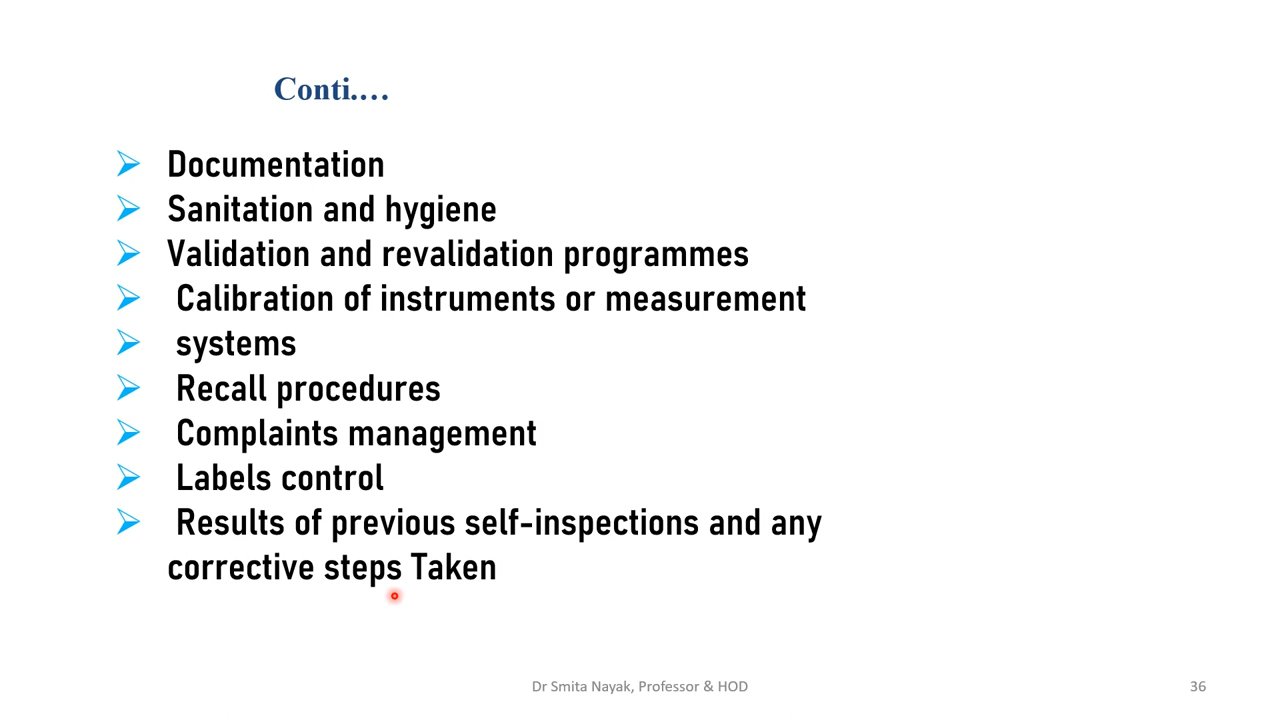 Conti.…
Documentation
Sanitation and hygiene
Validation and revalidation programmes
Calibration of instruments or measurement
systems
Recall procedures
Complaints management
Labels control
Results of previous self-inspections and any
corrective steps Taken
Dr Smita Nayak, Professor & HOD
36